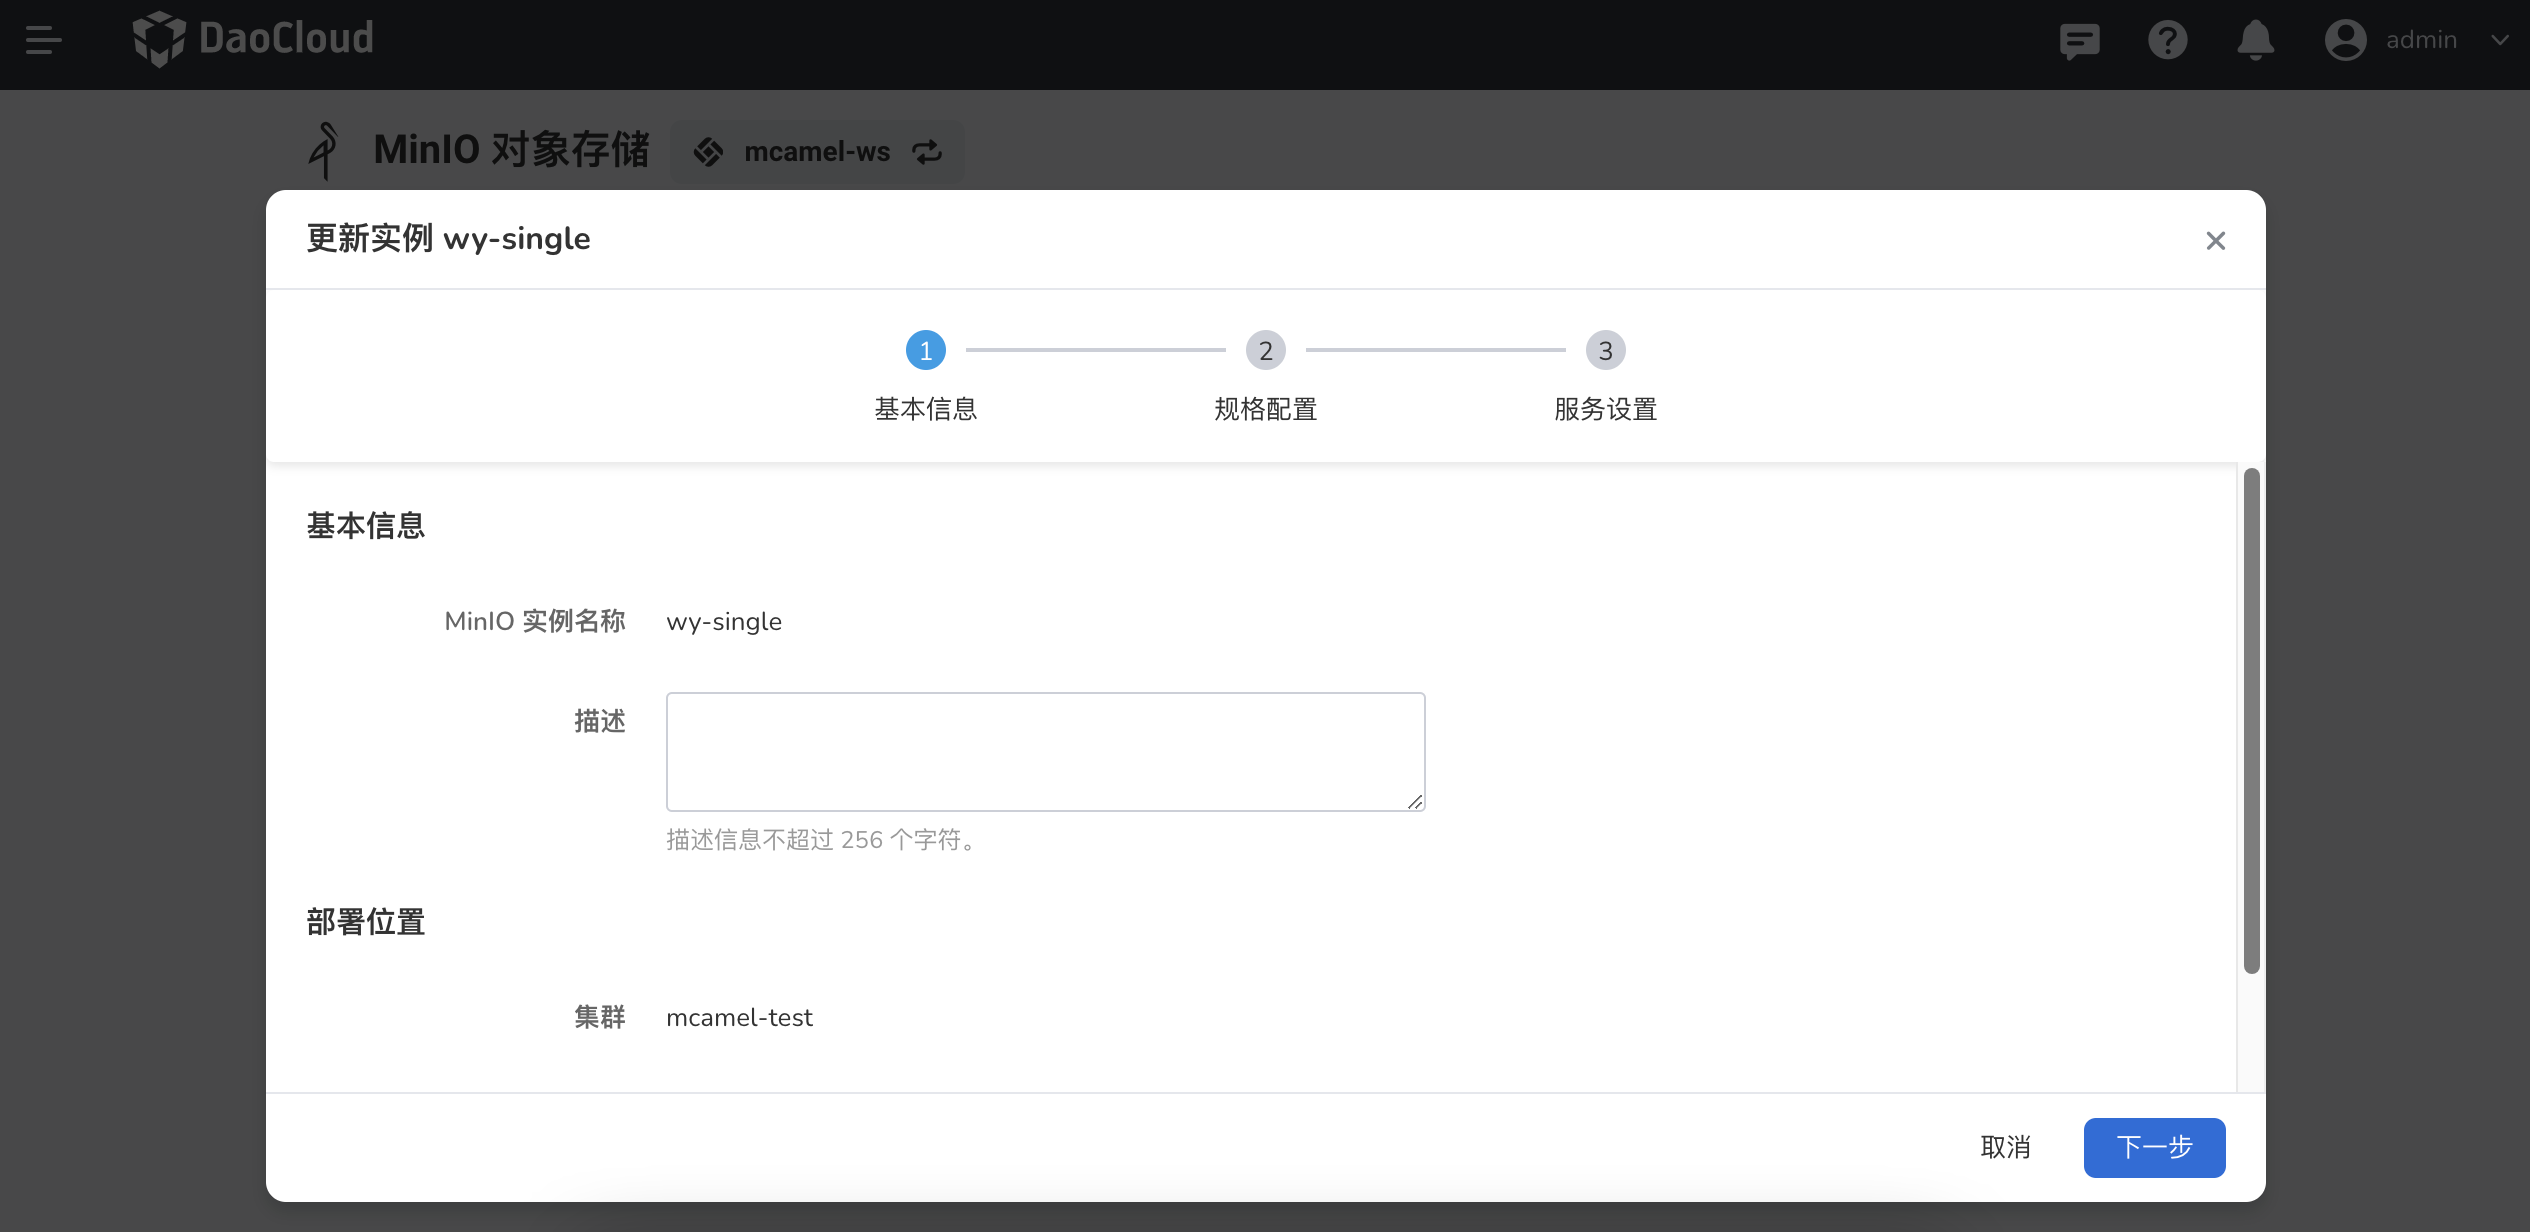 DaoCloud
admin
MinIO 对象存储
mcamel-ws
更新实例 wy-single
1
2
3
基本信息
规格配置
服务设置
基本信息
MinIO 实例名称
wy-single
描述
描述信息不超过 256 个字符。
部署位置
集群
mcamel-test
取消
下一步